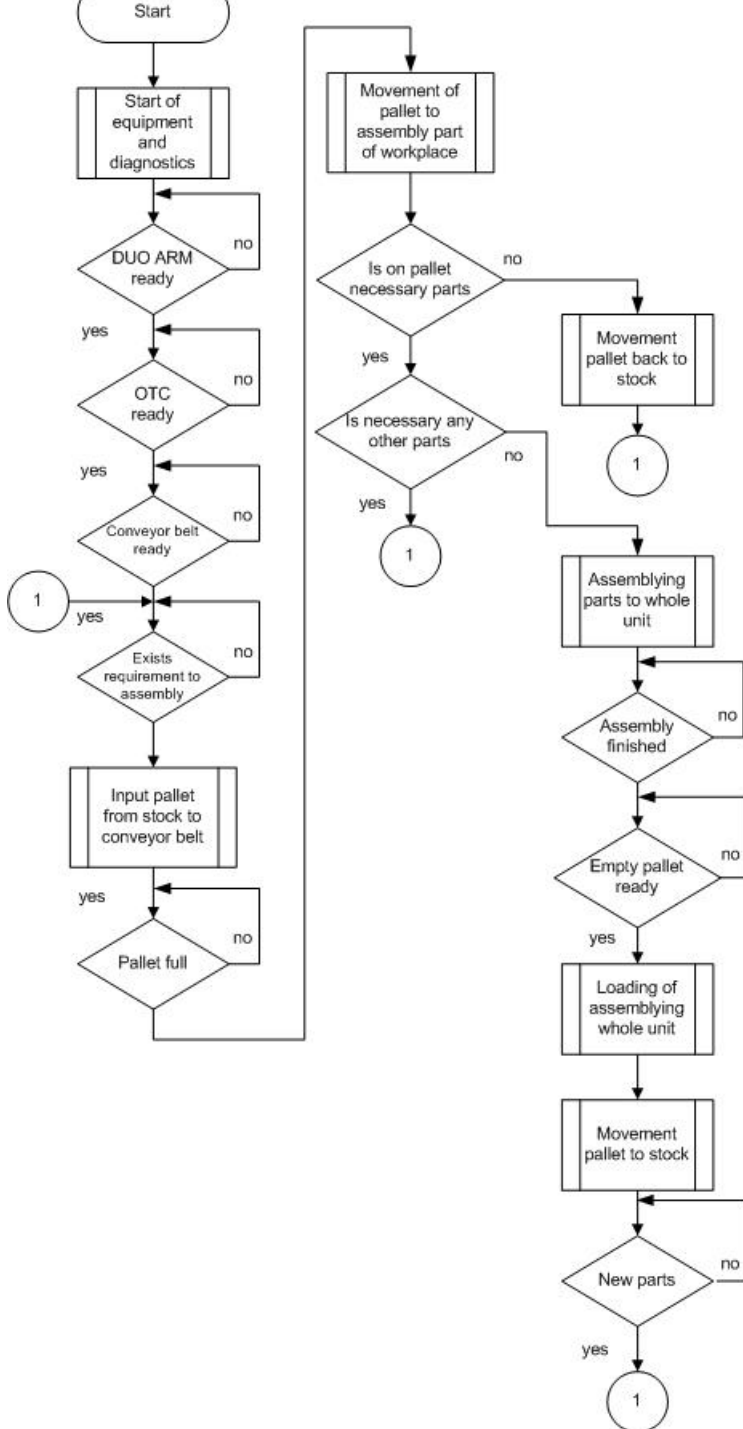 Start
Start of
equipment
and
diagnostics
no
DUO ARM
ready
yes
no
OTC
ready
yes
no
Conveyor belt
ready
1
yes
no
Exists
requirement to
assembly
Input pallet
from stock to
conveyor belt
yes
no
Pallet full
Movement of
pallet to
assembly part
of workplace
no
Is on pallet
necessary parts
yes
Movement
pallet back to
stock
1
Is necessary any
other parts
no
yes
1
Assemblying
parts to whole
unit
no
Assembly
finished
no
Empty pallet
ready
yes
Loading of
assemblying
whole unit
Movement
pallet to stock
no
New parts
yes
1